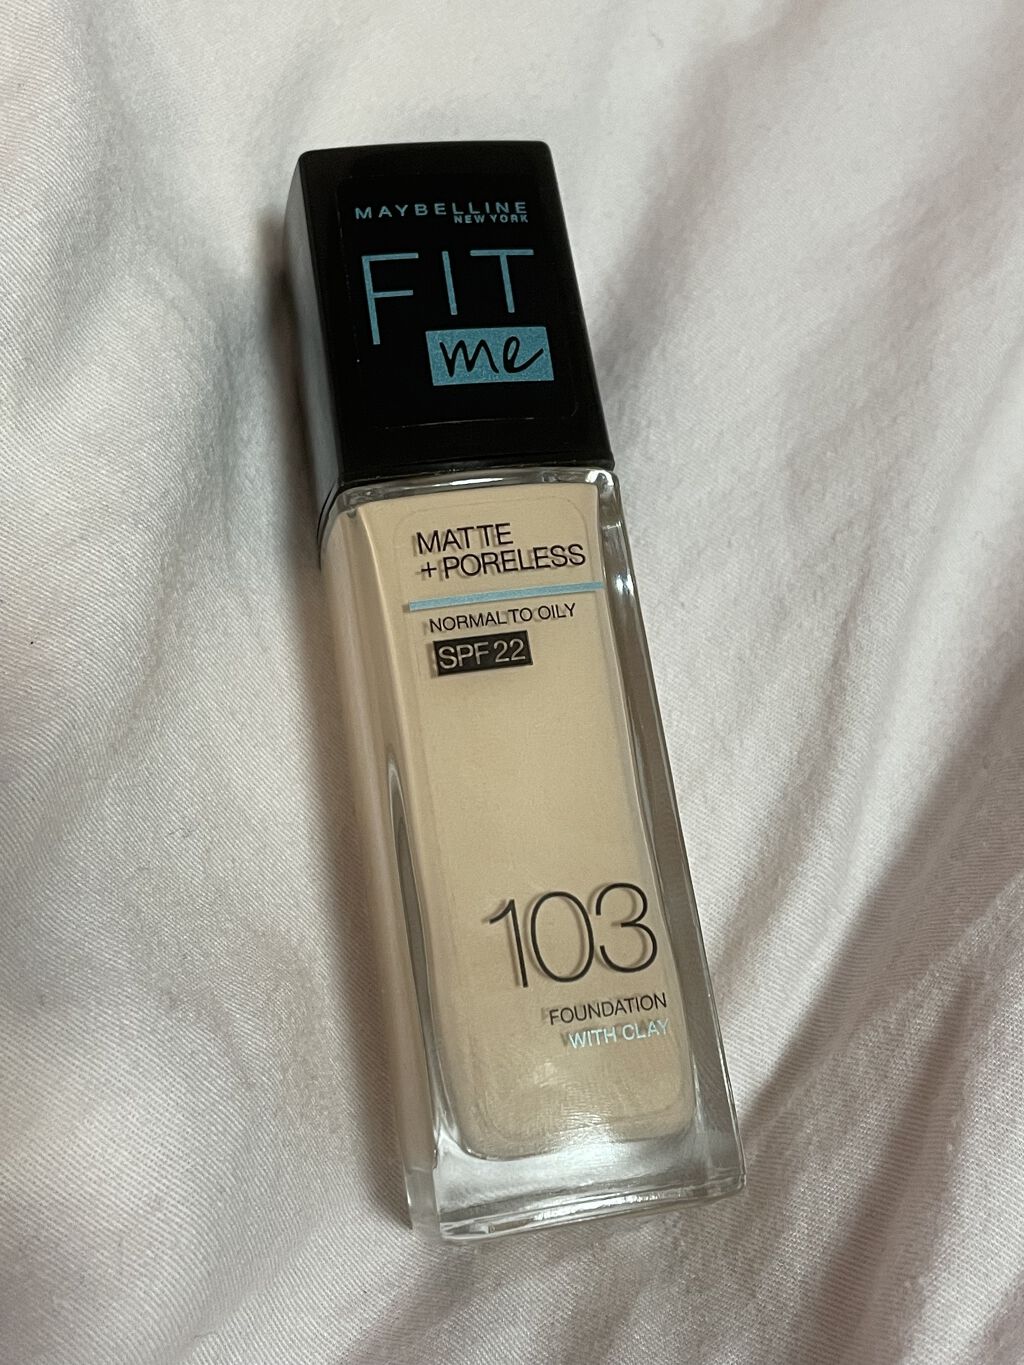 MAYBELLINE
NEW YORK
FIT
me
MATTE
+PORELESS
NORMAL TO OILY
SPF 22
103
FOUNDATION
WITH CLAY